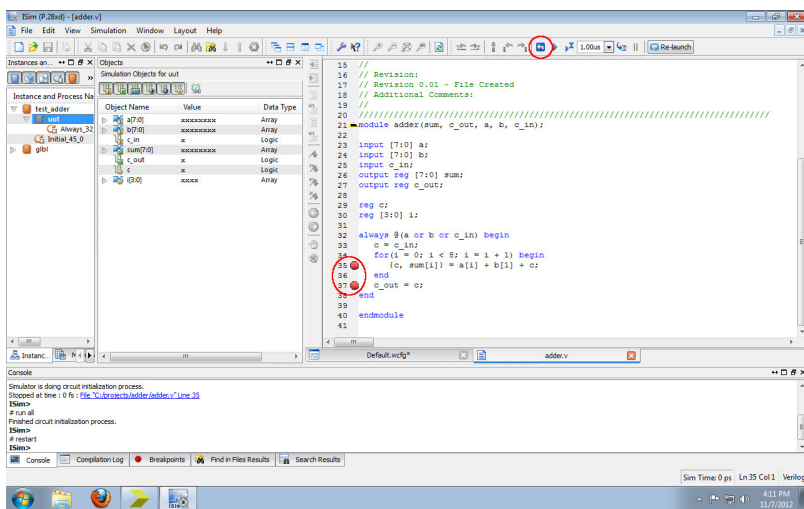 ISim (P.28xd) - [adder.v]
File Edit View Simulation Window Layout Help
1.00us
Re-launch
Instances an...
Objects
Simulation Objects for uut
Instance and Process Na
test_adder
uut
Always_32_
Initial_45_0
glbl
Object Name Value Data Type
a[7:0] xxxxxxxx Array
b[7:0] xxxxxxxx Array
c_in x Logic
sum[7:0] xxxxxxxx Array
c_out x Logic
c x Logic
i[3:0] xxxx Array
15 //
16 // Revision:
17 // Revision 0.01 - File Created
18 // Additional Comments:
19 //
20 //////////////////////////////////////////////////////////////////////////////////
21 module adder(sum, c_out, a, b, c_in);
22
23 input [7:0] a;
24 input [7:0] b;
25 input c_in;
26 output reg [7:0] sum;
27 output reg c_out;
28
29 reg c;
30 reg [3:0] i;
31
32 always @(a or b or c_in) begin
33 c = c_in;
34 for(i = 0; i < 8; i = i + 1) begin
35 {c, sum[i]} = a[i] + b[1] + c;
36 end
37 c_out = c;
38 end
39
40 endmodule
41
Instanc...
Default.wcfg*
adder.v
Console
Simulator is doing circuit initialization process.
Stopped at time : 0 fs : File "C:/projects/adder/adder.v" Line 35
ISim>
# run all
Finished circuit initialization process.
ISim>
# restart
ISim>
Console Compilation Log Breakpoints Find in Files Results Search Results
Sim Time: 0 ps Ln 35 Col 1 Verilog
4:11 PM
11/7/2012